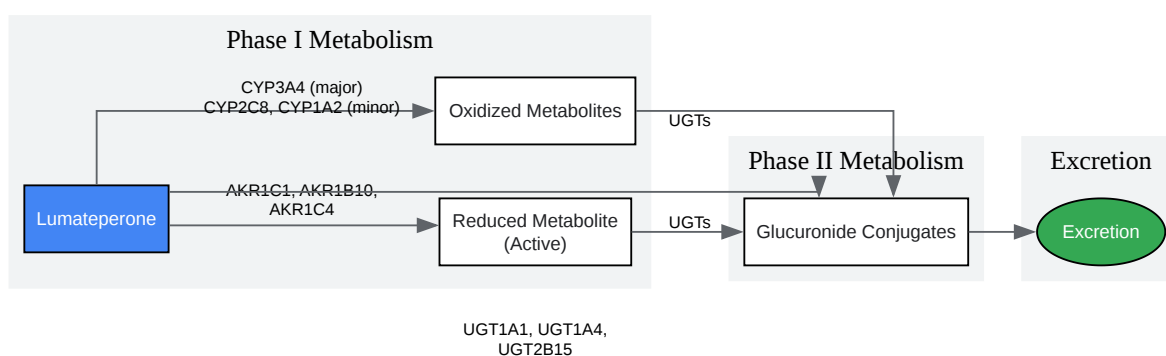 Phase I Metabolism
CYP3A4 (major)
CYP2C8, CYP1A2 (minor)
Oxidized Metabolites
UGTs
Phase II Metabolism
Excretion
Lumateperone
AKR1C1, AKR1B10,
AKR1C4
Reduced Metabolite
(Active)
UGTs
Glucuronide Conjugates
Excretion
UGT1A1, UGT1A4,
UGT2B15